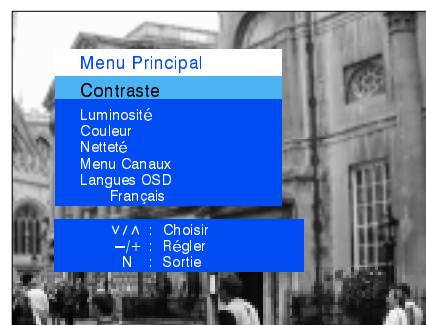 Menu Principal
Contraste
Luminosité
Couleur
Netteté
Menu Canaux
Langues OSD
Français
∨/∧ : Choisir
−/+ : Régler
N : Sortie